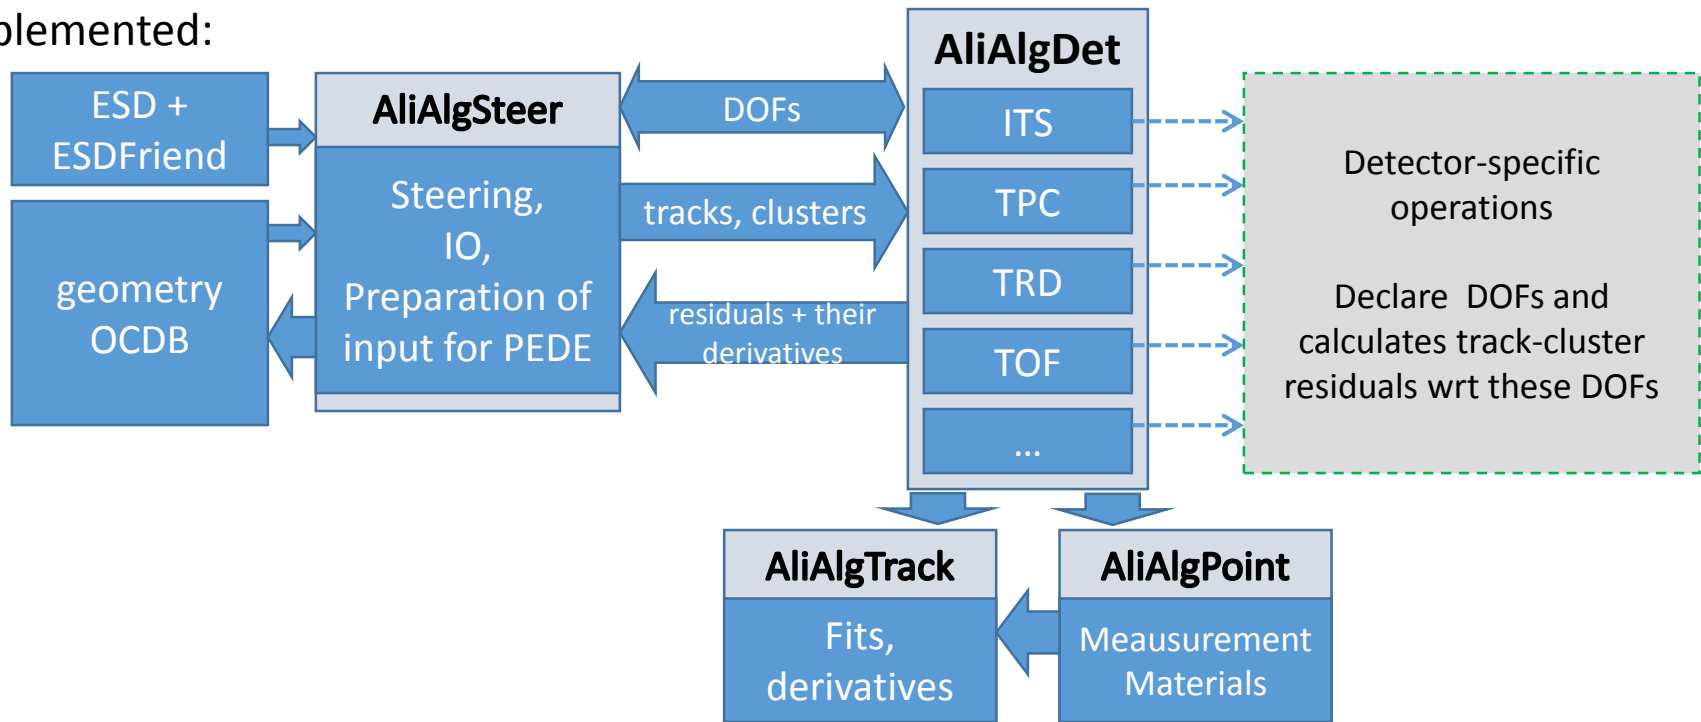 plemented:
ESD +
ESDFriend
geometry
OCDB
AliAlgSteer
Steering,
IO,
Preparation of
input for PEDE
DOFs
tracks, clusters
residuals + their
derivatives
AliAlgDet
ITS
TPC
TRD
TOF
...
Detector-specific
operations
Declare DOFs and
calculates track-cluster
residuals wrt these DOFs
AliAlgTrack
Fits,
derivatives
AliAlgPoint
Meausurement
Materials